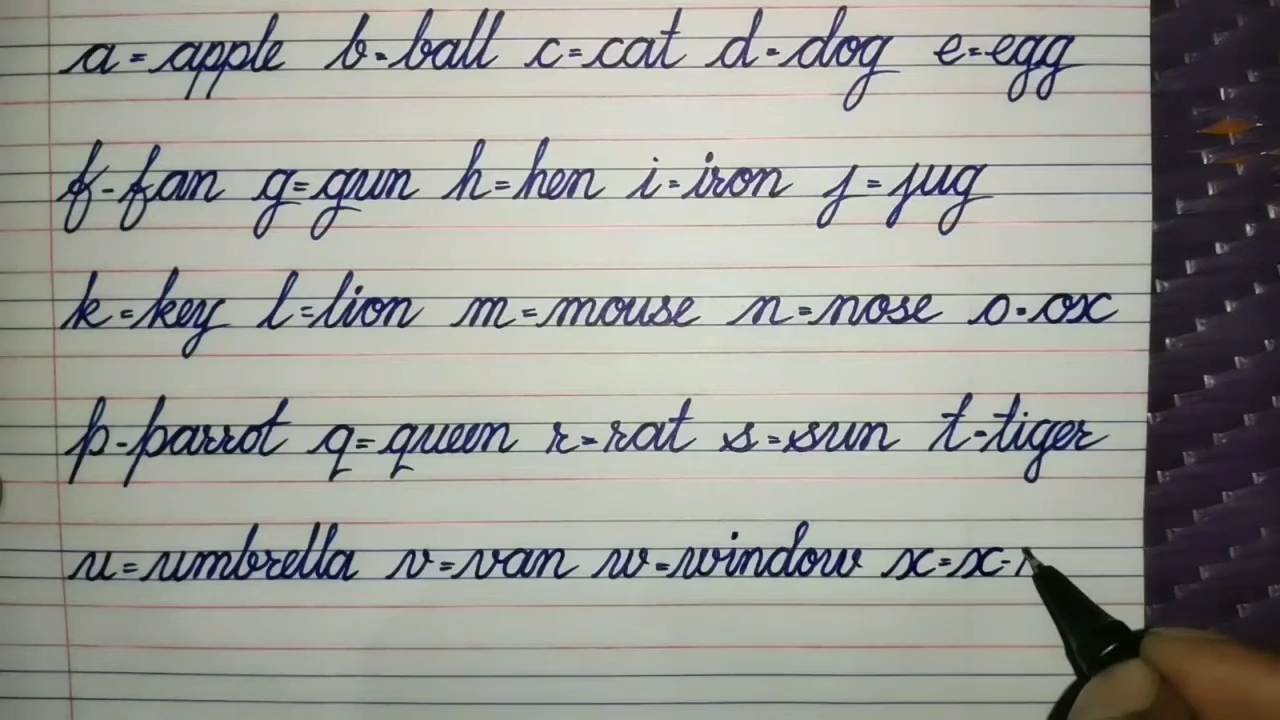 a=apple b-ball c=cat d-dog e-egg
f-fan g=gun h=hen i=iron j=jug
k=key l=lion m=mouse n=nose o-ox
p-parrot q=queen r=rat s=sun t-tiger
u=umbrella v=van w=window x=x-